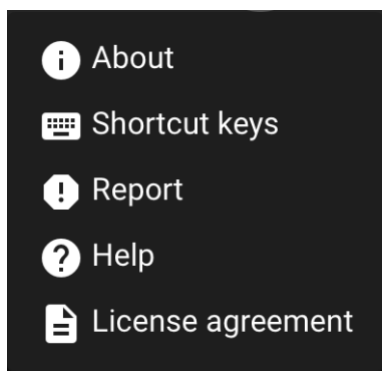 About
Shortcut keys
Report
Help
License agreement